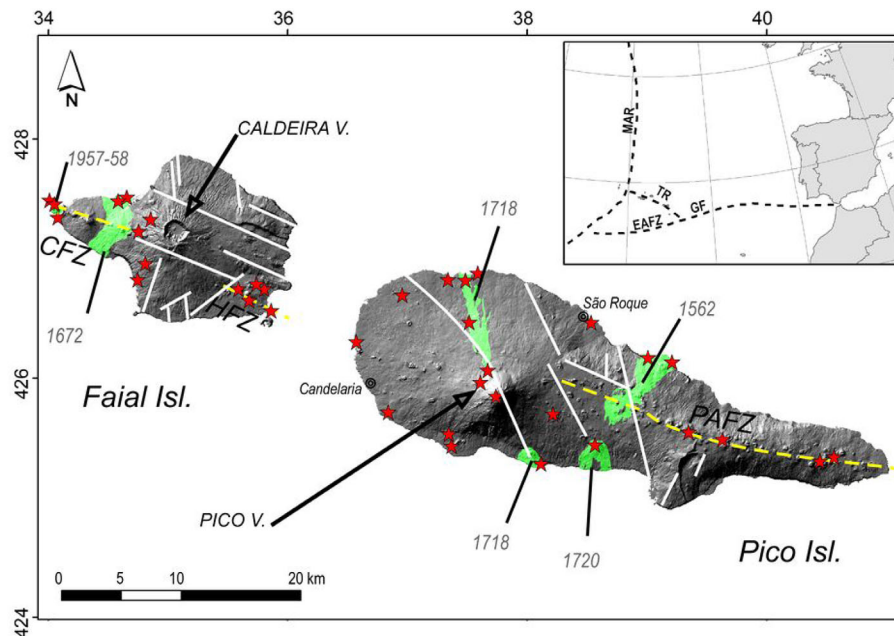 34 36 38 40
428
426
424
N
CALDEIRA V.
1957-58
CFZ
HFZ
1672
Faial Isl.
1718
São Roque
1562
Candelaria
PAFZ
PICO V.
1718
1720
Pico Isl.
0 5 10 20 km
MAR
TR
GF
EAFZ